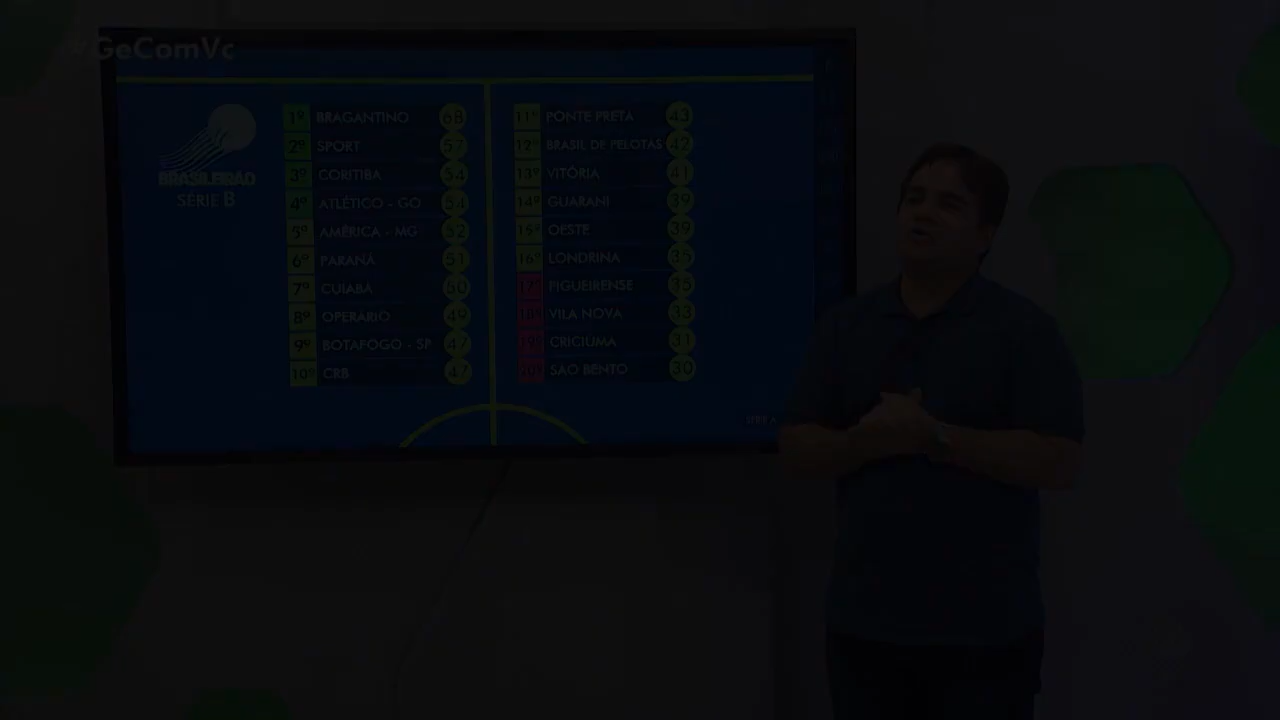 #GeComVc
BRASILEIRÃO
SÉRIE B
1º BRAGANTINO 68
2º SPORT 57
3º CORITIBA 54
4º ATLÉTICO - GO 54
5º AMÉRICA - MG 52
6º PARANÁ 51
7º CUIABÁ 50
8º OPERÁRIO 49
9º BOTAFOGO - SP 47
10º CRB 47
11º PONTE PRETA 43
12º BRASIL DE PELOTAS 42
13º VITÓRIA 41
14º GUARANI 39
15º OESTE 39
16º LONDRINA 35
17º FIGUEIRENSE 35
18º VILA NOVA 33
19º CRICIÚMA 31
20º SÃO BENTO 30
SÉRIE A